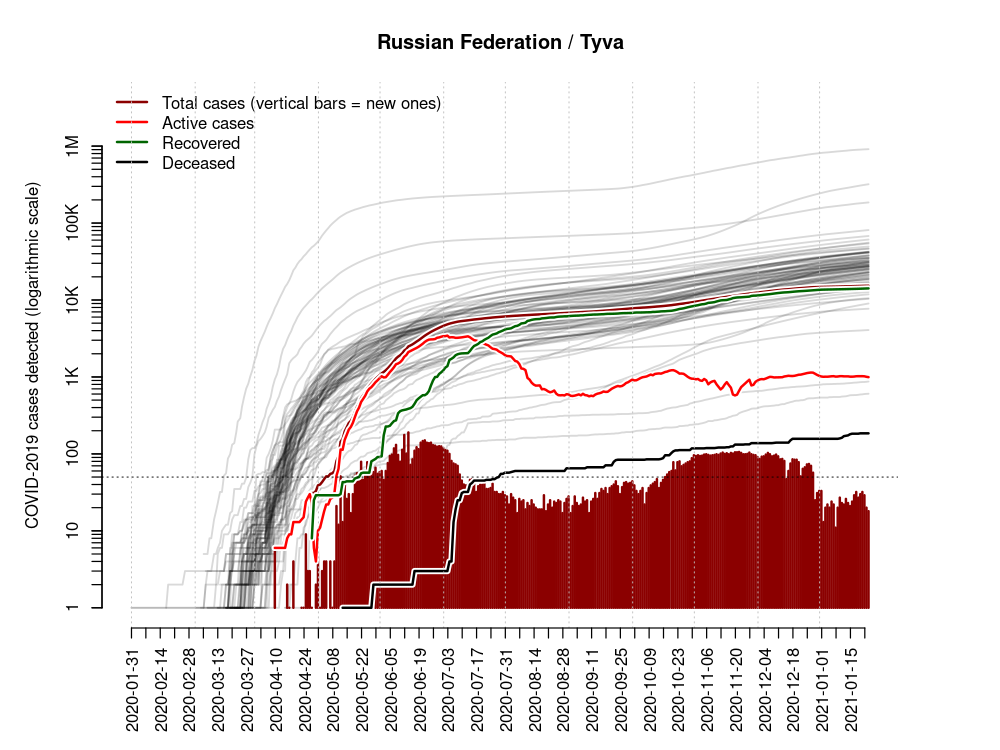 Russian Federation / Tyva
Total cases (vertical bars = new ones)
Active cases
Recovered
Deceased
COVID-2019 cases detected (logarithmic scale)
1M
100K
10K
1K
100
10
1
2020-01-31
2020-02-14
2020-02-28
2020-03-13
2020-03-27
2020-04-10
2020-04-24
2020-05-08
2020-05-22
2020-06-05
2020-06-19
2020-07-03
2020-07-17
2020-07-31
2020-08-14
2020-08-28
2020-09-11
2020-09-25
2020-10-09
2020-10-23
2020-11-06
2020-11-20
2020-12-04
2020-12-18
2021-01-01
2021-01-15